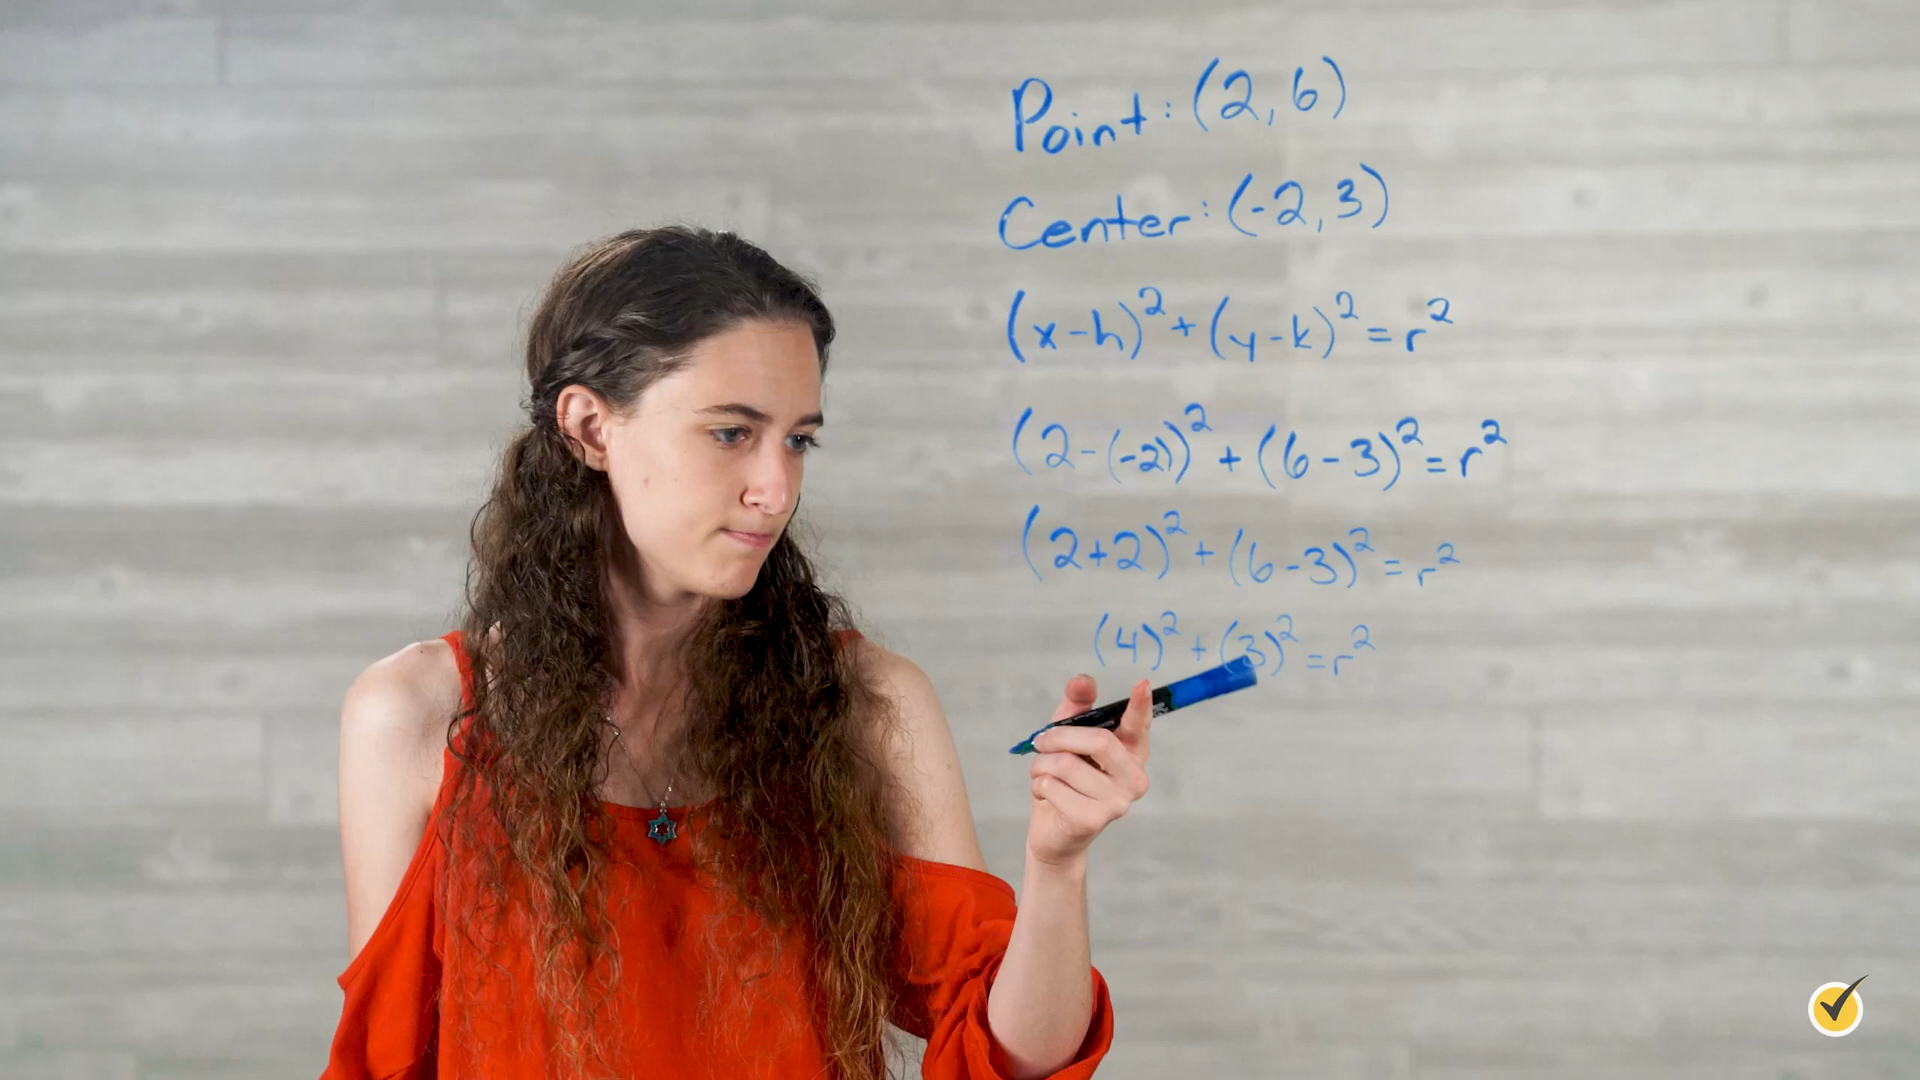 Point: (2, 6)
Center: (-2, 3)
(x-h)² + (y-k)² = r²
(2-(-2))² + (6-3)² = r²
(2+2)² + (6-3)² = r²
(4)² + (3)² = r²